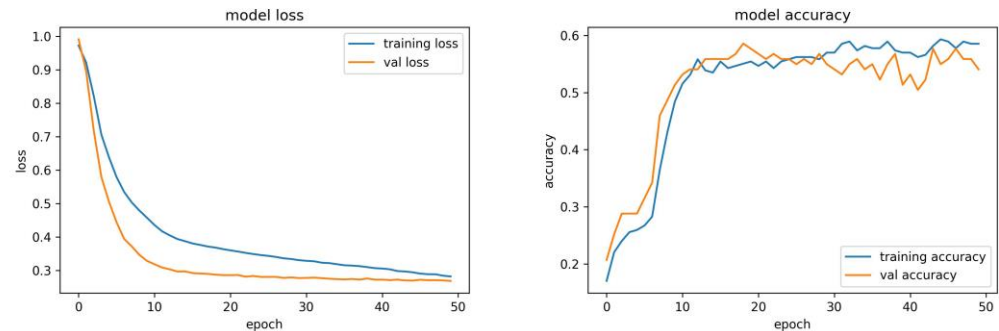 model loss
1.0
0.9
0.8
0.7
0.6
0.5
0.4
0.3
loss
0
10
20
30
40
50
epoch
training loss
val loss
model accuracy
0.6
0.5
0.4
0.3
0.2
accuracy
0
10
20
30
40
50
epoch
training accuracy
val accuracy